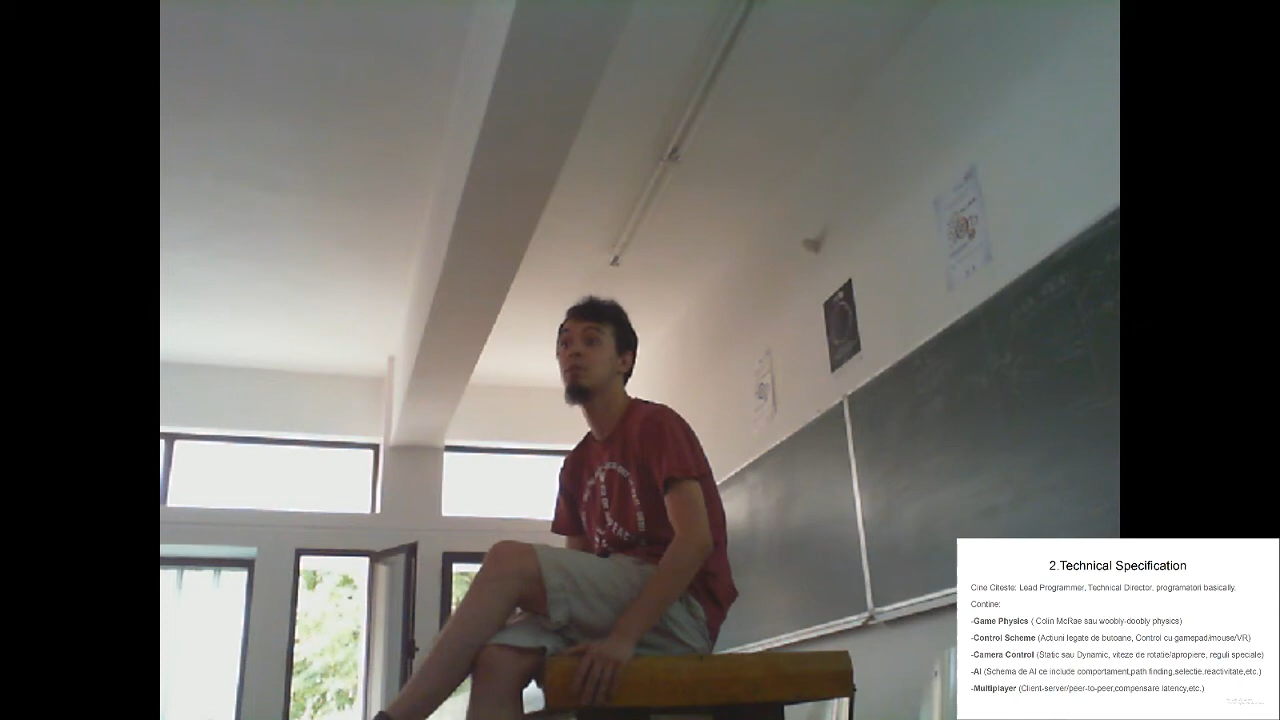 2.Technical Specification
Cine Citeste: Lead Programmer, Technical Director, programatori basically.
Contine:
-Game Physics ( Colin McRae sau woobly-doobly physics)
-Control Scheme (Actiuni legate de butoane, Control cu gamepad/mouse/VR)
-Camera Control (Static sau Dynamic, viteze de rotatie/apropiere, reguli speciale)
-AI (Schema de AI ce include comportament,path finding,selectie,reactivitate,etc.)
-Multiplayer (Client-server/peer-to-peer,compensare latency,etc.)